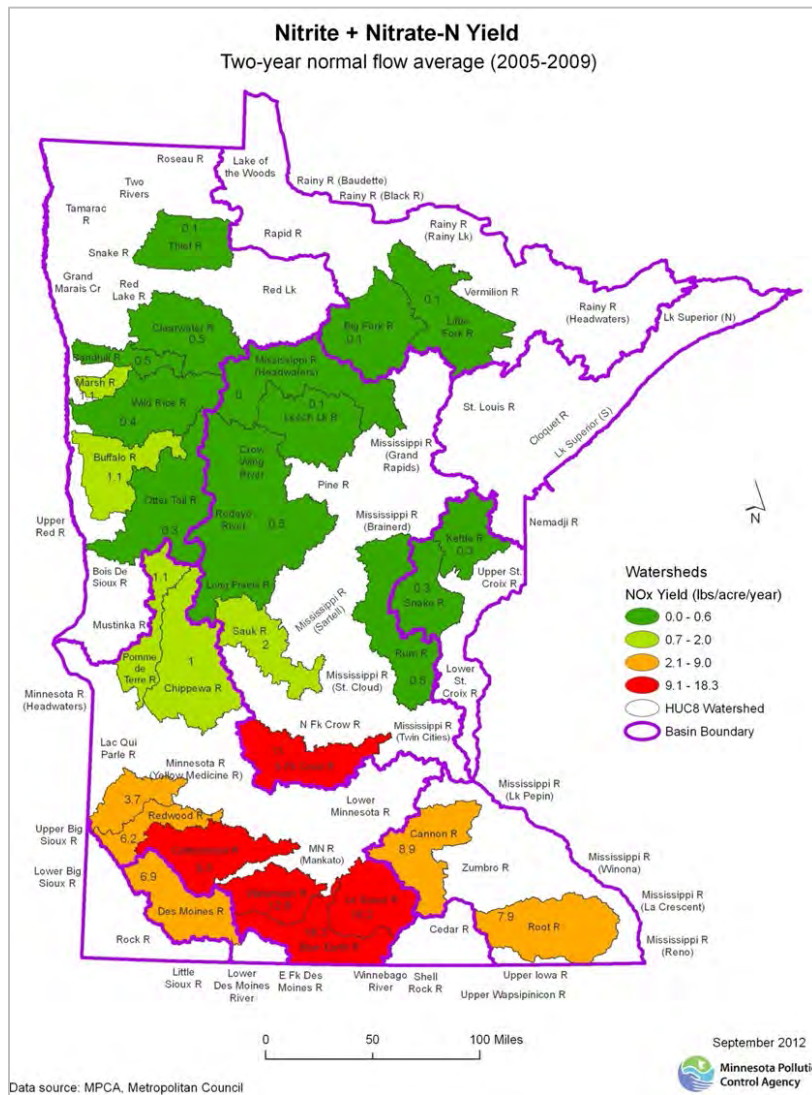 Nitrite + Nitrate-N Yield
Two-year normal flow average (2005-2009)
Roseau R
Lake of
the Woods
Rainy R (Baudette)
Rainy R (Black R)
Two
Rivers
Tamarac
R
0.1
Thief R
Rapid R
Rainy R
(Rainy Lk)
Snake R
Grand
Marais Cr
Red
Lake R
Red Lk
Vermilion R
Rainy R
(Headwaters)
Lk Superior (N)
0.1
Little
Fork R
Big Fork R
0.1
Clearwater R
0.5
Sandhill R
0.5
Mississippi R
(Headwaters)
0
Marsh R
1.1
Wild Rice R
0.4
0.1
Leech Lk R
St. Louis R
Cloquet R
Lk Superior (S)
Mississippi R
(Grand
Rapids)
Buffalo R
1.1
Crow
Wing
River
Pine R
Otter Tail R
0.3
Redeye
River
Mississippi R
(Brainerd)
Nemadji R
N
Upper
Red R
Kettle R
0.3
Bois De
Sioux R
1.1
Long Prairie R
0.3
Snake R
Upper St.
Croix R
Mustinka R
Mississippi R
(Sartell)
Sauk R
2
Rum R
0.5
Pomme
de
Terre R
1
Chippewa R
Mississippi R
(St. Cloud)
Lower
St.
Croix R
Minnesota R
(Headwaters)
N Fk Crow R
Mississippi R
(Twin Cities)
Lac Qui
Parle R
Minnesota R
(Yellow Medicine R)
Lower
Minnesota R
Mississippi R
(Lk Pepin)
3.7
Redwood R
6.2
Upper Big
Sioux R
Lower Big
Sioux R
MN R
(Mankato)
Cannon R
8.9
Zumbro R
Mississippi R
(Winona)
6.9
Des Moines R
Mississippi R
(La Crescent)
7.9
Root R
Mississippi R
(Reno)
Rock R
Cedar R
Little
Sioux R
Lower
Des Moines
River
E Fk Des
Moines R
Winnebago
River
Shell
Rock R
Upper Iowa R
Upper Wapsipinicon R
Watersheds
NOx Yield (lbs/acre/year)
0.0 - 0.6
0.7 - 2.0
2.1 - 9.0
9.1 - 18.3
HUC8 Watershed
Basin Boundary
0 50 100 Miles
September 2012
Minnesota Pollution
Control Agency
Data source: MPCA, Metropolitan Council